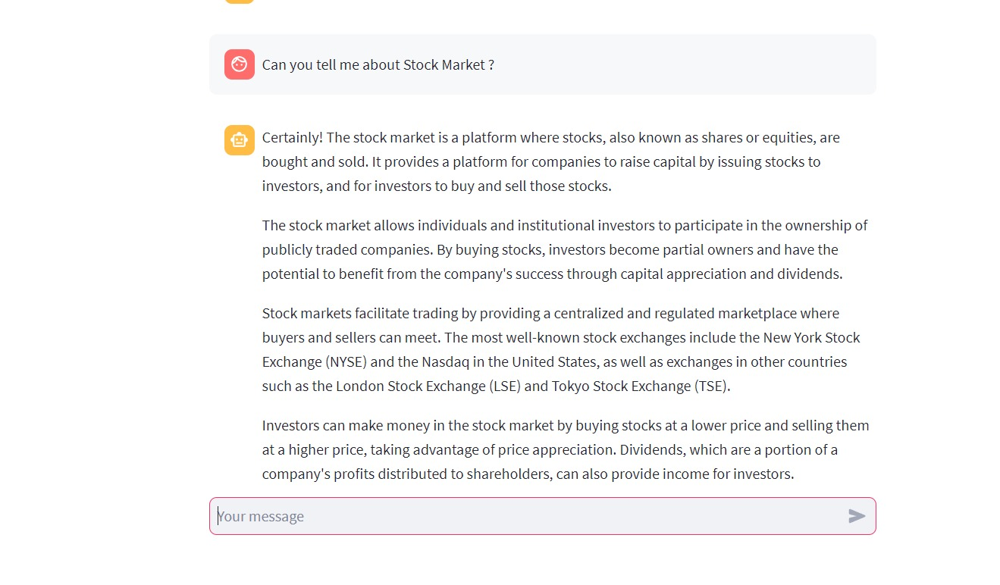 Can you tell me about Stock Market ?
Certainly! The stock market is a platform where stocks, also known as shares or equities, are
bought and sold. It provides a platform for companies to raise capital by issuing stocks to
investors, and for investors to buy and sell those stocks.
The stock market allows individuals and institutional investors to participate in the ownership of
publicly traded companies. By buying stocks, investors become partial owners and have the
potential to benefit from the company's success through capital appreciation and dividends.
Stock markets facilitate trading by providing a centralized and regulated marketplace where
buyers and sellers can meet. The most well-known stock exchanges include the New York Stock
Exchange (NYSE) and the Nasdaq in the United States, as well as exchanges in other countries
such as the London Stock Exchange (LSE) and Tokyo Stock Exchange (TSE).
Investors can make money in the stock market by buying stocks at a lower price and selling them
at a higher price, taking advantage of price appreciation. Dividends, which are a portion of a
company's profits distributed to shareholders, can also provide income for investors.
Your message